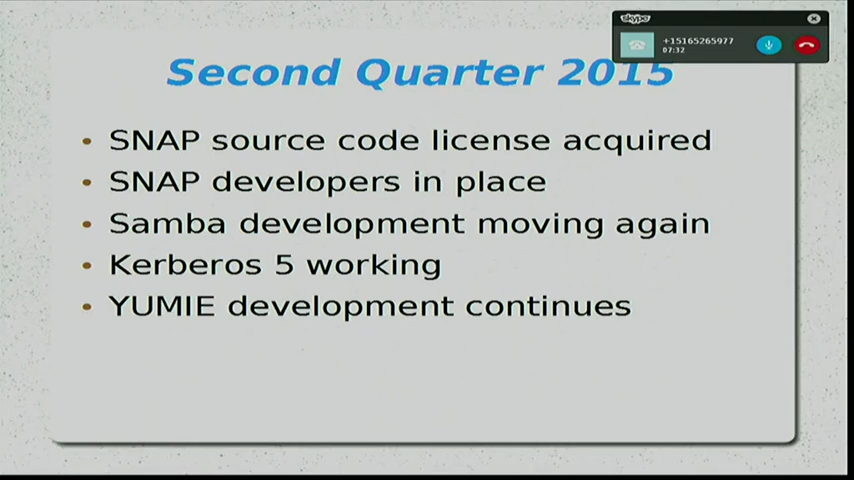 skype
+15165265977
07:32
Second Quarter 2015
• SNAP source code license acquired
• SNAP developers in place
• Samba development moving again
• Kerberos 5 working
• YUMIE development continues